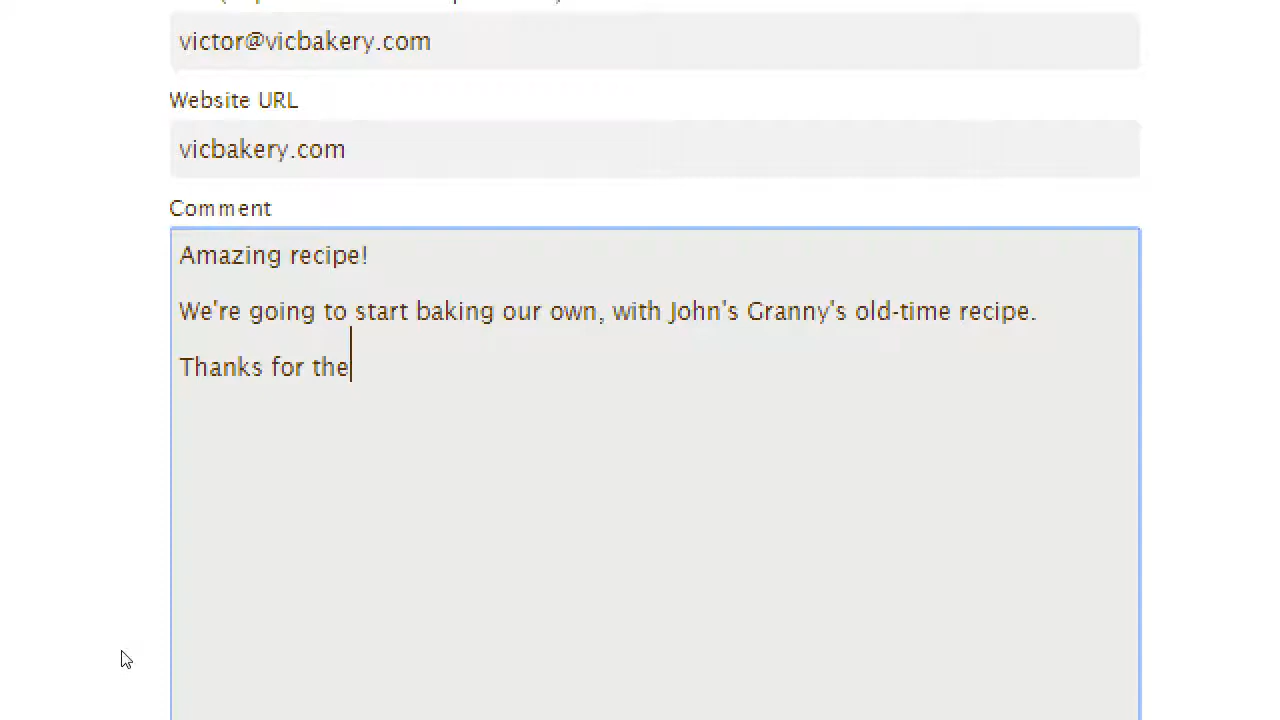 victor@vicbakery.com
Website URL
vicbakery.com
Comment
Amazing recipe!
We're going to start baking our own, with John's Granny's old-time recipe.
Thanks for the